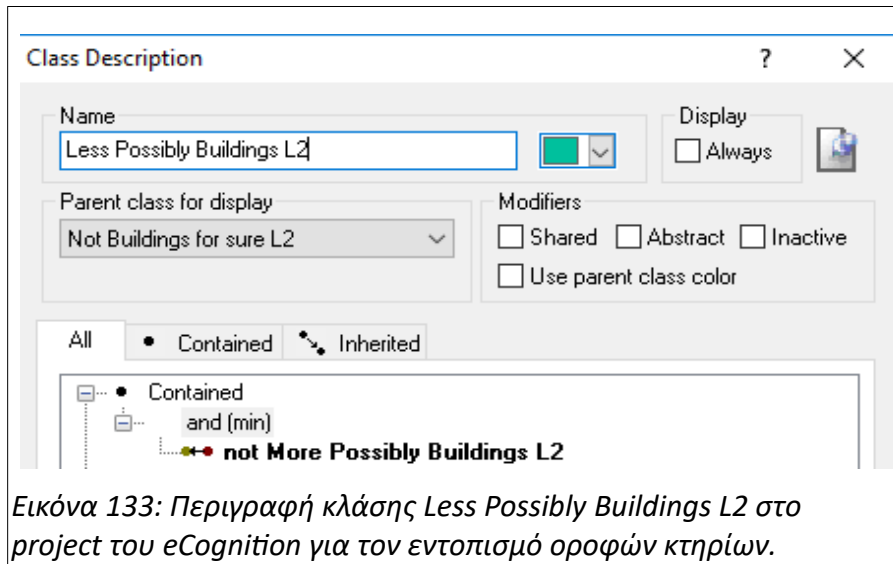 Class Description ?
Name
Less Possibly Buildings L2
Display
Always
Parent class for display
Not Buildings for sure L2
Modifiers
Shared Abstract Inactive
Use parent class color
All Contained Inherited
Contained
and (min)
not More Possibly Buildings L2
Εικόνα 133: Περιγραφή κλάσης Less Possibly Buildings L2 στο
project του eCognition για τον εντοπισμό οροφών κτηρίων.